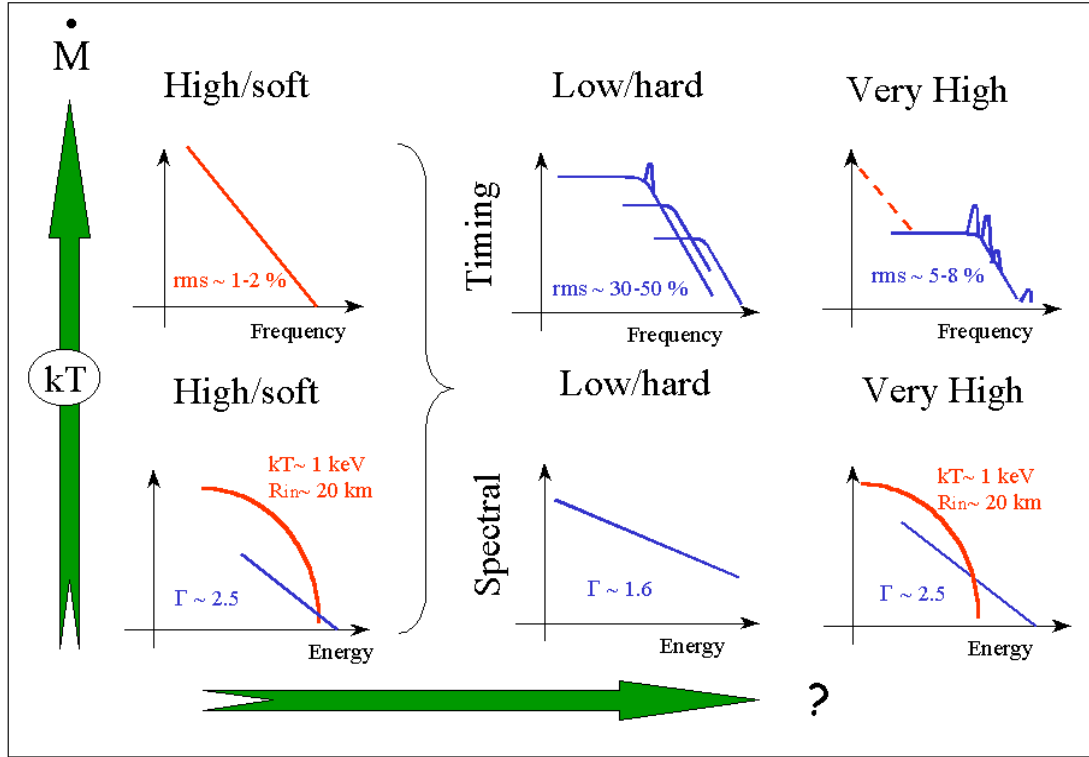 Ṁ
kT
High/soft
rms ~ 1-2 %
Frequency
Low/hard
Timing
rms ~ 30-50 %
Frequency
Very High
rms ~ 5-8 %
Frequency
High/soft
kT~ 1 keV
Rin~ 20 km
Γ ~ 2.5
Energy
Low/hard
Spectral
Γ ~ 1.6
Energy
Very High
kT~ 1 keV
Rin~ 20 km
Γ ~ 2.5
Energy
?